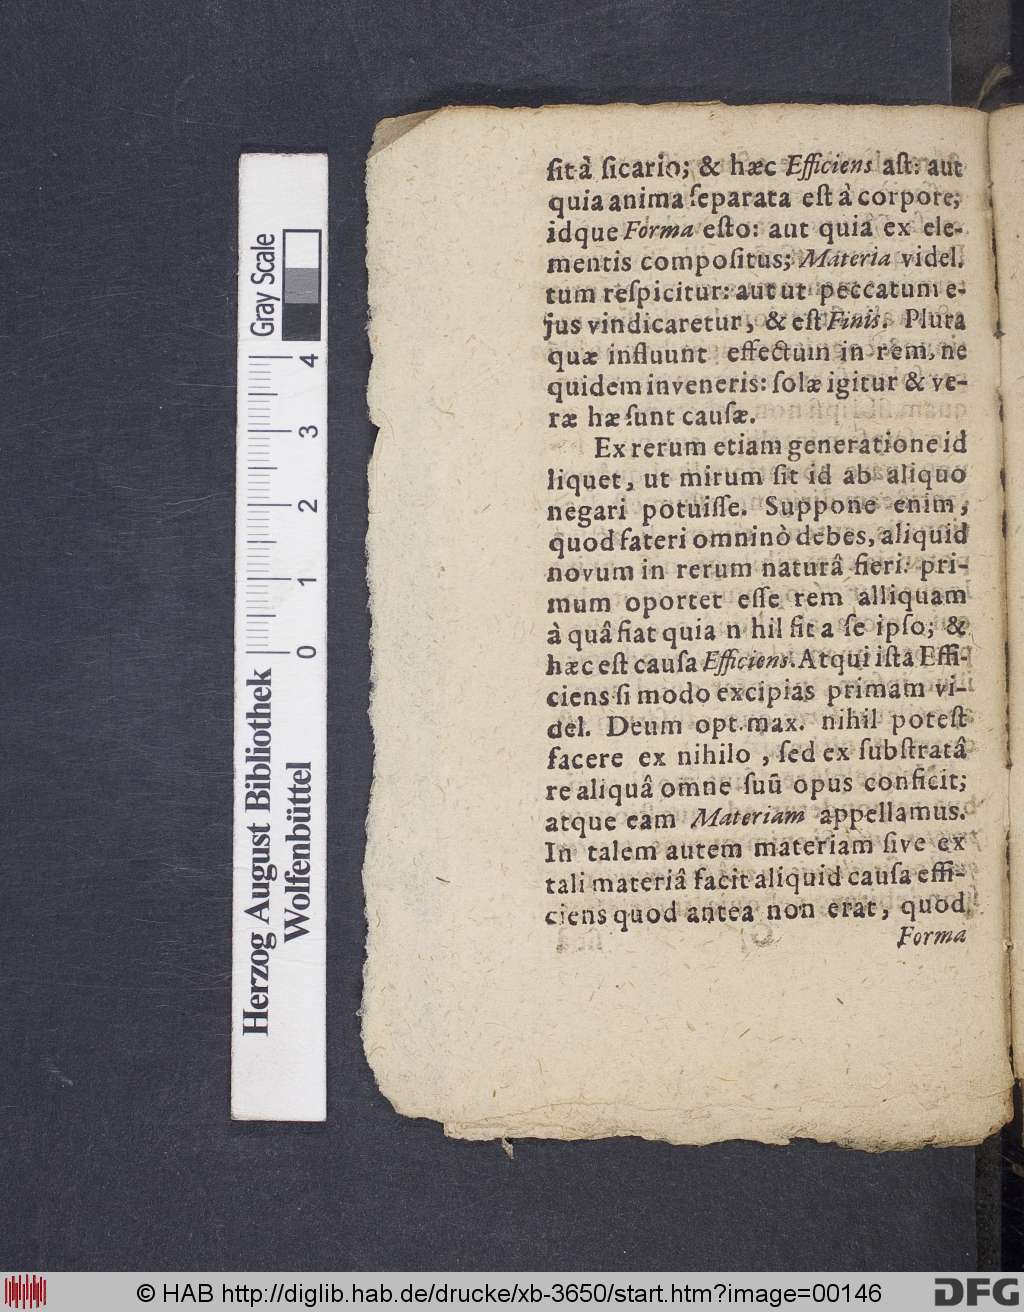 ſit à ſicario; & hæc Efficiens aſt: aut
quia anima ſeparata eſt à corpore;
idque Forma eſto: aut quia ex ele-
mentis compoſitus; Materia videl.
tum reſpicitur: aut ut peccatum e-
jus vindicaretur, & eſt Finis. Plura
quæ influunt effectum in rem, ne
quidem inveneris: ſolæ igitur & ve-
ræ hæ ſunt cauſæ.
Ex rerum etiam generatione id
liquet, ut mirum ſit id ab aliquo
negari potuiſſe. Suppone enim,
quod fateri omninò debes, aliquid
novum in rerum naturâ fieri: pri-
mum oportet eſſe rem alliquam
à quâ fiat quia n hil fit a ſe ipſo; &
hæc eſt cauſa Efficiens. Atqui iſta Effi-
ciens ſi modo excipias primam vi-
del. Deum opt. max. nihil poteſt
facere ex nihilo , ſed ex ſubſtratâ
re aliquâ omne ſuū opus conficit;
atque eam Materiam appellamus.
In talem autem materiam ſive ex
tali materiâ facit aliquid cauſa effi-
ciens quod antea non erat, quod
Forma
Gray Scale
4
3
2
1
0
Herzog August Bibliothek
Wolfenbüttel
© HAB http://diglib.hab.de/drucke/xb-3650/start.htm?image=00146
DFG